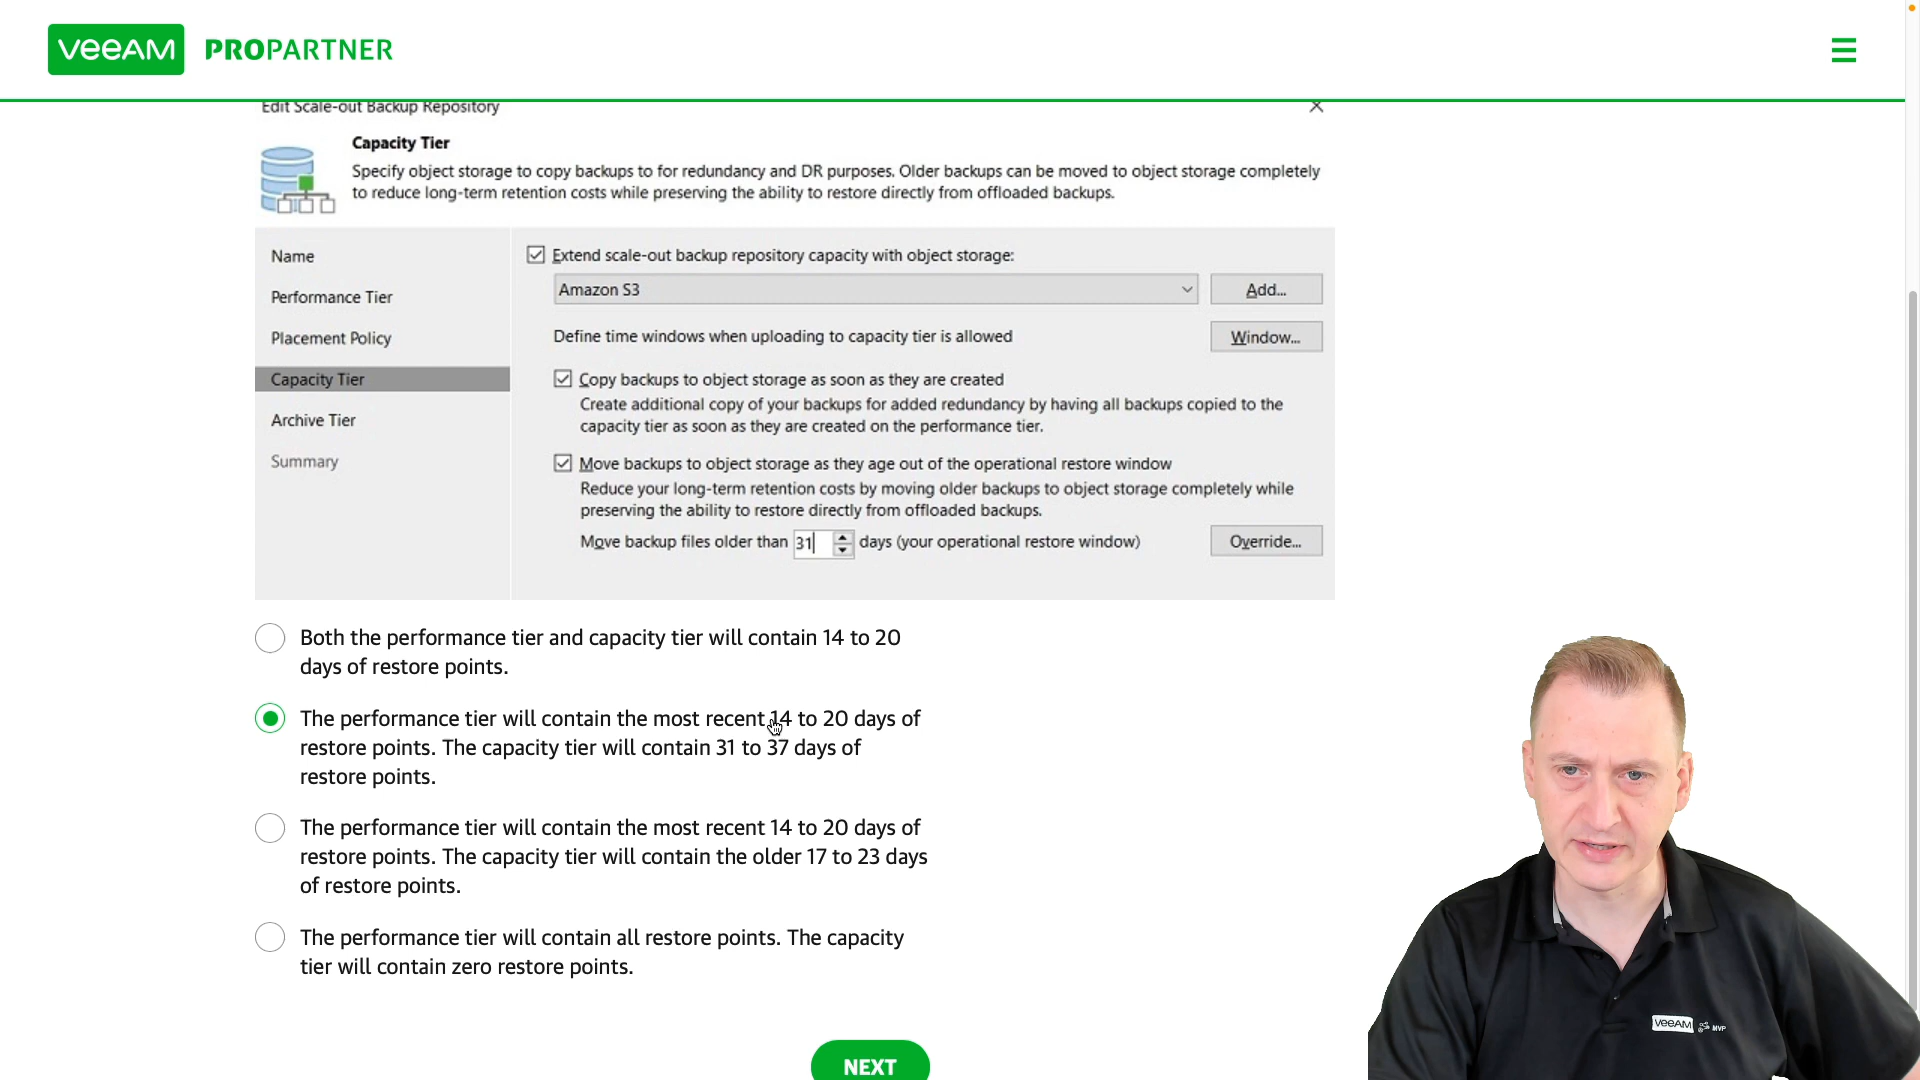 veeAM PROPARTNER
Edit Scale-out Backup Repository
Capacity Tier
Specify object storage to copy backups to for redundancy and DR purposes. Older backups can be moved to object storage completely
to reduce long-term retention costs while preserving the ability to restore directly from offloaded backups.
Name
Performance Tier
Placement Policy
Capacity Tier
Archive Tier
Summary
Extend scale-out backup repository capacity with object storage:
Amazon S3
Add...
Define time windows when uploading to capacity tier is allowed
Window...
Copy backups to object storage as soon as they are created
Create additional copy of your backups for added redundancy by having all backups copied to the
capacity tier as soon as they are created on the performance tier.
Move backups to object storage as they age out of the operational restore window
Reduce your long-term retention costs by moving older backups to object storage completely while
preserving the ability to restore directly from offloaded backups.
Move backup files older than 31 days (your operational restore window)
Override...
Both the performance tier and capacity tier will contain 14 to 20
days of restore points.
The performance tier will contain the most recent 14 to 20 days of
restore points. The capacity tier will contain 31 to 37 days of
restore points.
The performance tier will contain the most recent 14 to 20 days of
restore points. The capacity tier will contain the older 17 to 23 days
of restore points.
The performance tier will contain all restore points. The capacity
tier will contain zero restore points.
NEXT
veeAM MVP